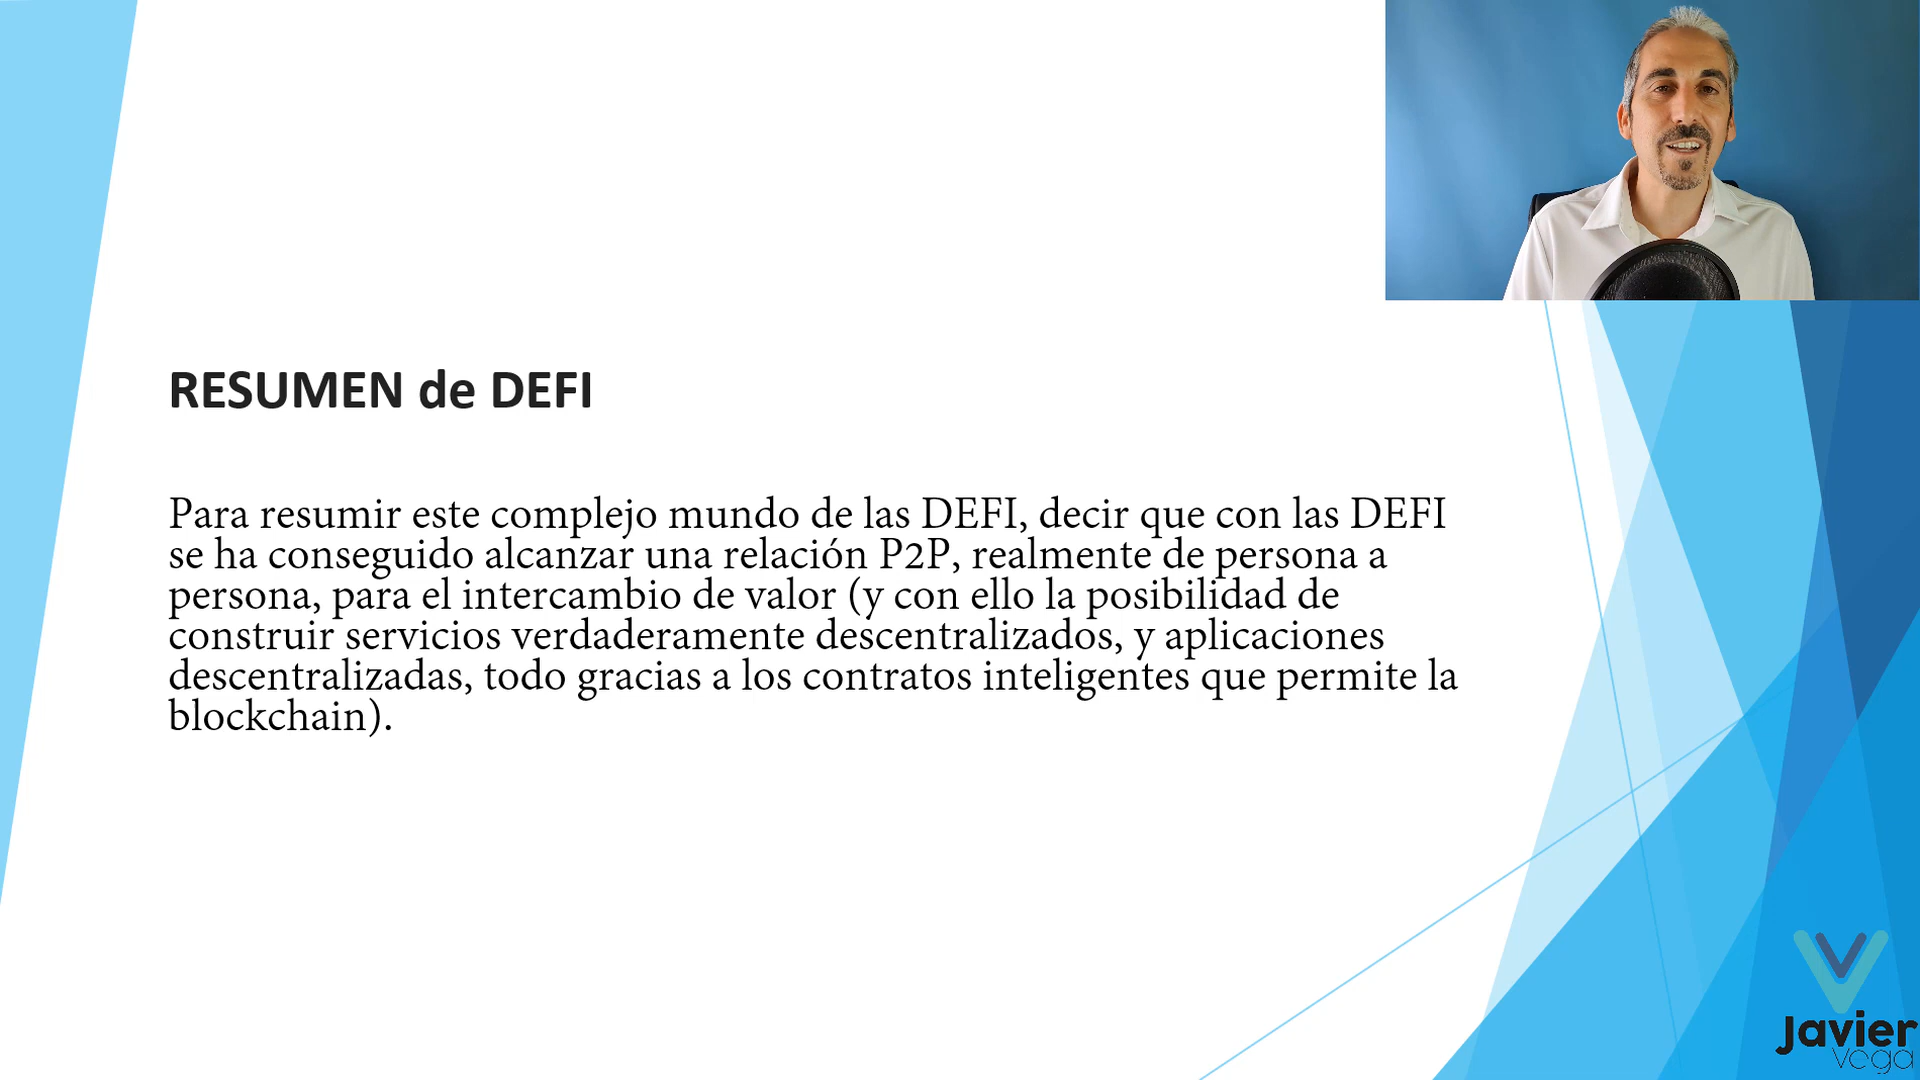 RESUMEN de DEFI
Para resumir este complejo mundo de las DEFI, decir que con las DEFI
se ha conseguido alcanzar una relación P2P, realmente de persona a
persona, para el intercambio de valor (y con ello la posibilidad de
construir servicios verdaderamente descentralizados, y aplicaciones
descentralizadas, todo gracias a los contratos inteligentes que permite la
blockchain).
Javier
vega